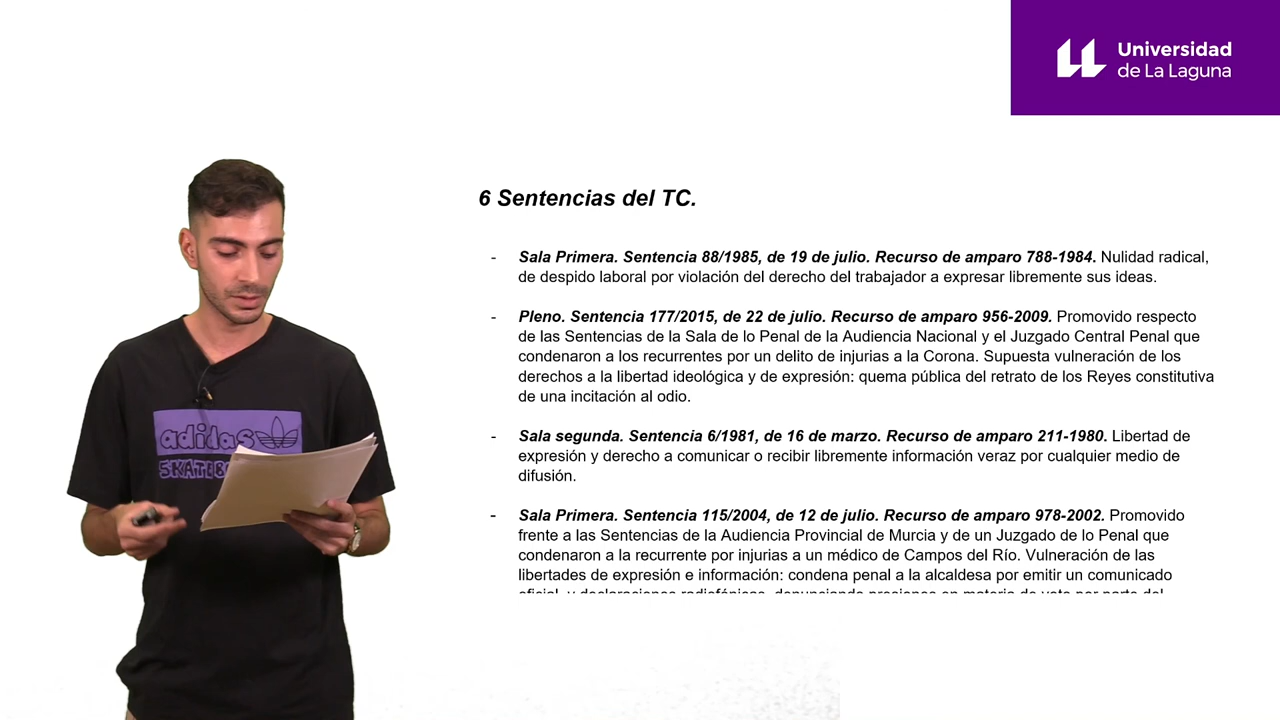 Universidad
de La Laguna
6 Sentencias del TC.
- Sala Primera. Sentencia 88/1985, de 19 de julio. Recurso de amparo 788-1984. Nulidad radical,
de despido laboral por violación del derecho del trabajador a expresar libremente sus ideas.
- Pleno. Sentencia 177/2015, de 22 de julio. Recurso de amparo 956-2009. Promovido respecto
de las Sentencias de la Sala de lo Penal de la Audiencia Nacional y el Juzgado Central Penal que
condenaron a los recurrentes por un delito de injurias a la Corona. Supuesta vulneración de los
derechos a la libertad ideológica y de expresión: quema pública del retrato de los Reyes constitutiva
de una incitación al odio.
- Sala segunda. Sentencia 6/1981, de 16 de marzo. Recurso de amparo 211-1980. Libertad de
expresión y derecho a comunicar o recibir libremente información veraz por cualquier medio de
difusión.
- Sala Primera. Sentencia 115/2004, de 12 de julio. Recurso de amparo 978-2002. Promovido
frente a las Sentencias de la Audiencia Provincial de Murcia y de un Juzgado de lo Penal que
condenaron a la recurrente por injurias a un médico de Campos del Río. Vulneración de las
libertades de expresión e información: condena penal a la alcaldesa por emitir un comunicado
adidas